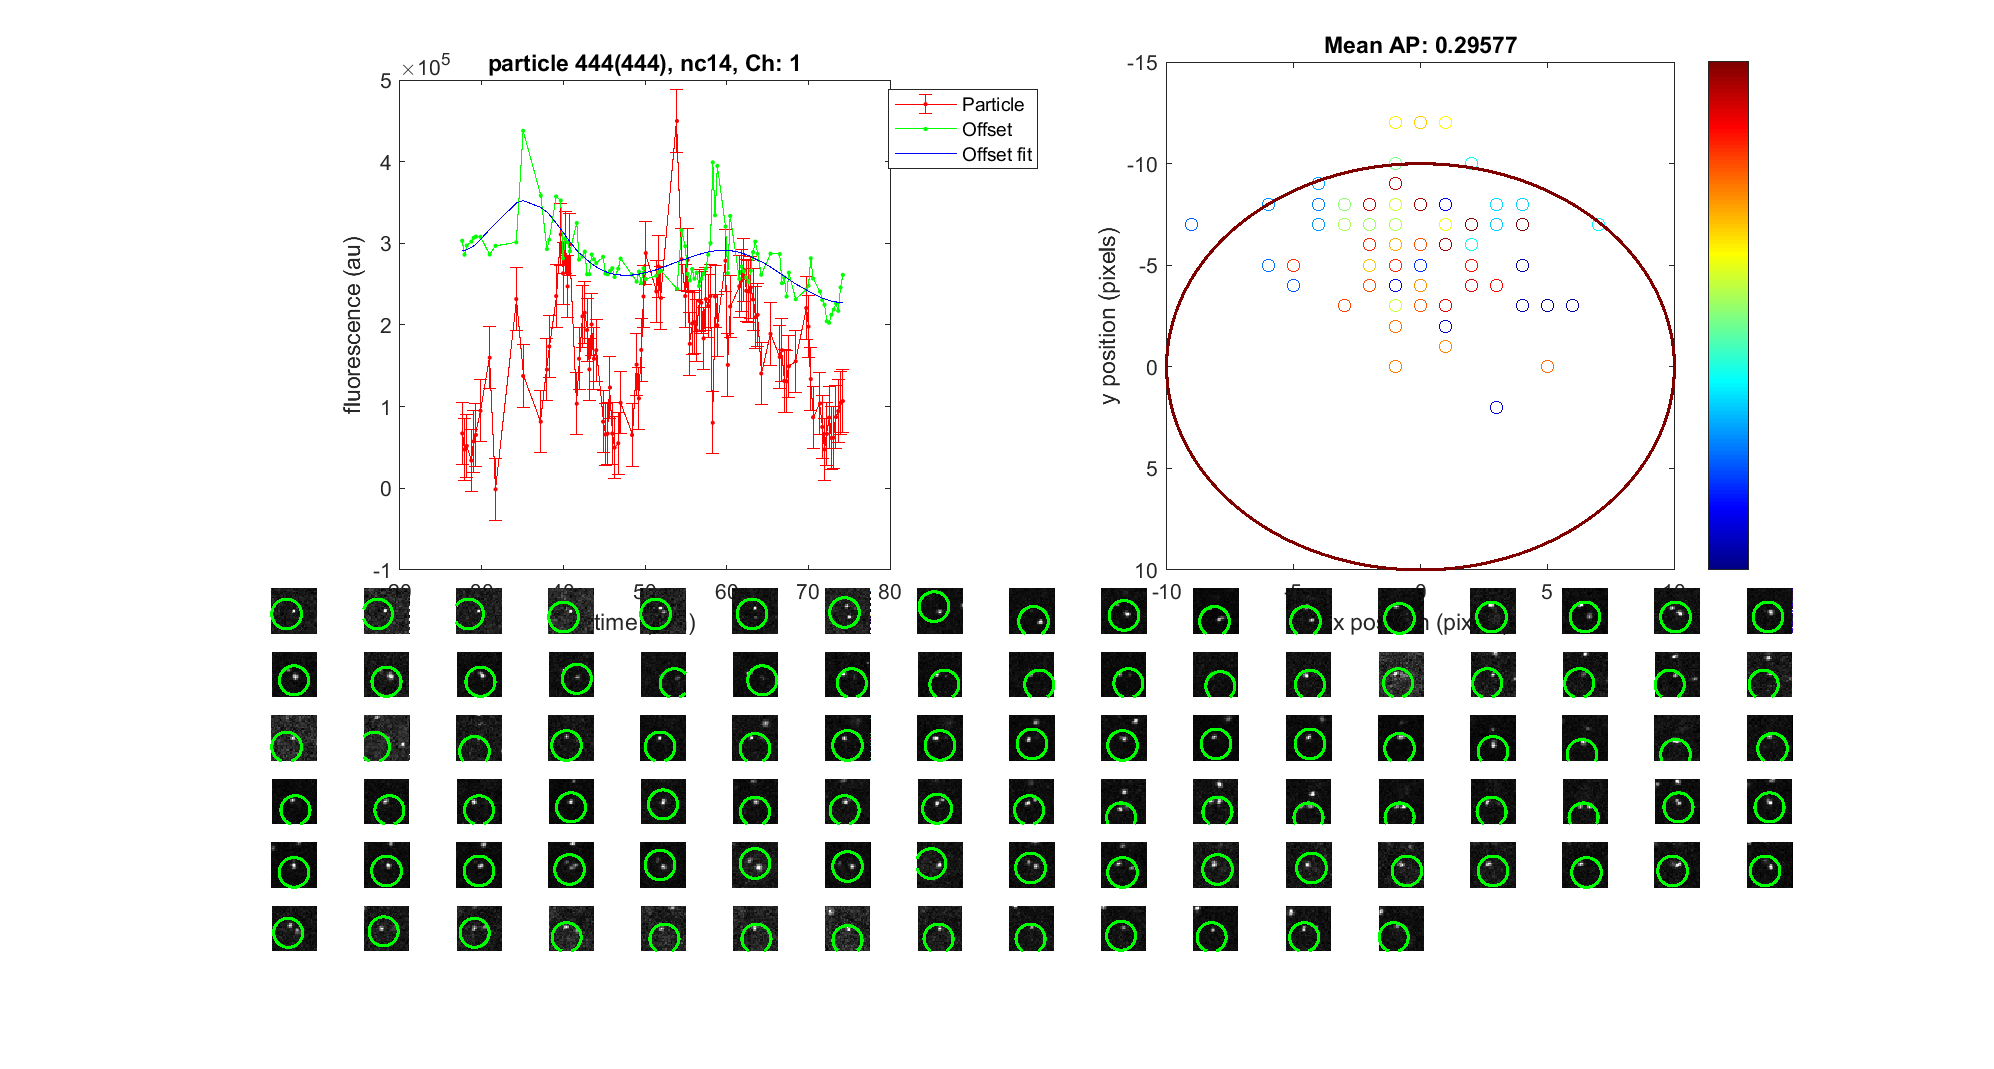 particle 444(444), nc14, Ch: 1
×10^5
5
4
3
2
1
0
-1
fluorescence (au)
50
60
70
80
time
)
Particle
Offset
Offset fit
Mean AP: 0.29577
-15
-10
-5
0
5
10
y position (pixels)
-10
5